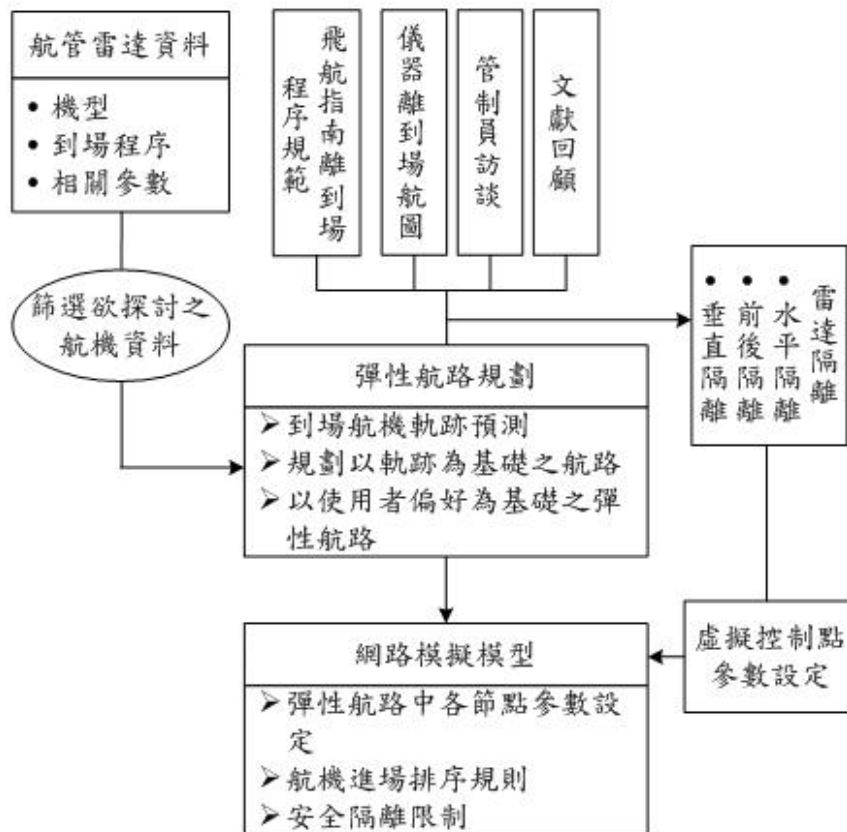 航管雷達資料
• 機型
• 到場程序
• 相關參數
飛航指南離到場
程序規範
儀器離到場航圖
管制員訪談
文獻回顧
篩選欲探討之
航機資料
雷達隔離
• 水平隔離
• 前後隔離
• 垂直隔離
彈性航路規劃
➢ 到場航機軌跡預測
➢ 規劃以軌跡為基礎之航路
➢ 以使用者偏好為基礎之彈
性航路
虛擬控制點
參數設定
網路模擬模型
➢ 彈性航路中各節點參數設
定
➢ 航機進場排序規則
➢ 安全隔離限制